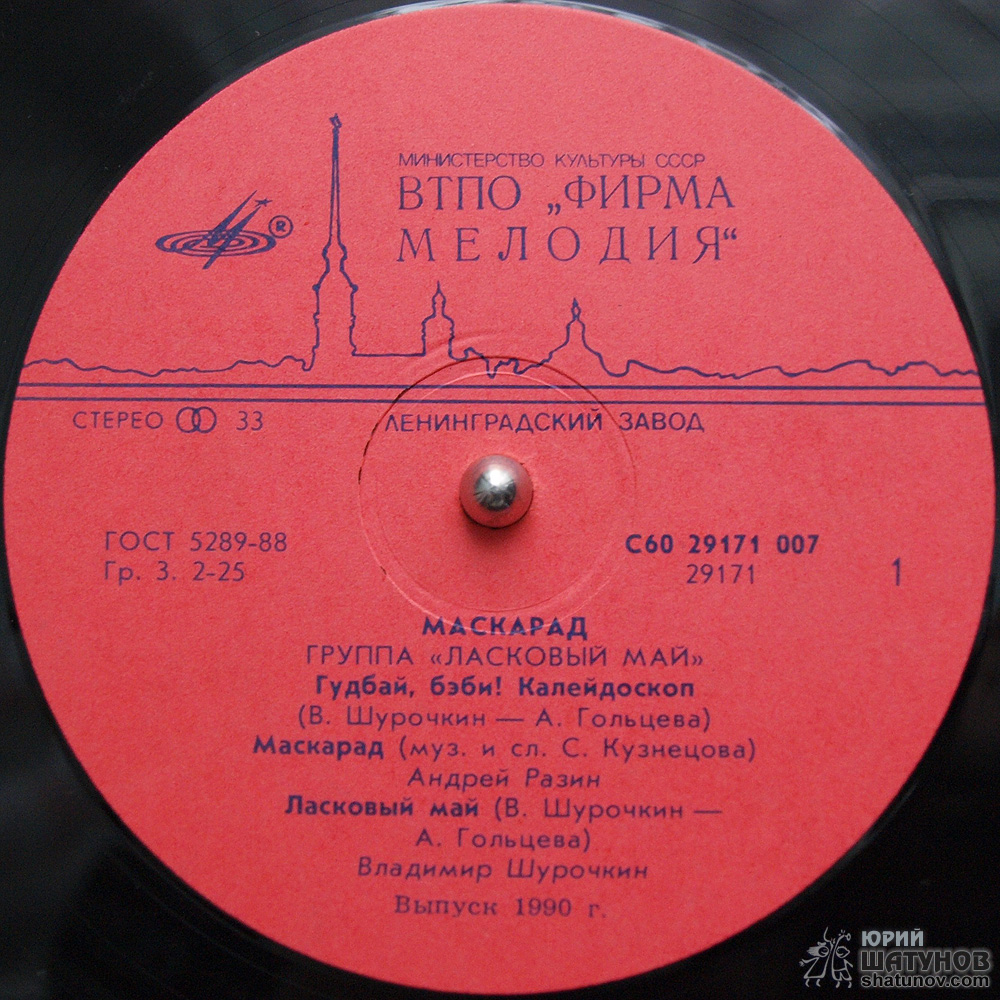 МИНИСТЕРСТВО КУЛЬТУРЫ СССР
ВТПО „ФИРМА
МЕЛОДИЯ“
®
СТЕРЕО 33
ЛЕНИНГРАДСКИЙ ЗАВОД
ГОСТ 5289-88
Гр. 3. 2-25
С60 29171 007
29171
1
МАСКАРАД
ГРУППА «ЛАСКОВЫЙ МАЙ»
Гудбай, бэби! Калейдоскоп
(В. Шурочкин — А. Гольцева)
Маскарад (муз. и сл. С. Кузнецова)
Андрей Разин
Ласковый май (В. Шурочкин —
А. Гольцева)
Владимир Шурочкин
Выпуск 1990 г.
ЮРИЙ
ШАТУНОВ
shatunov.com